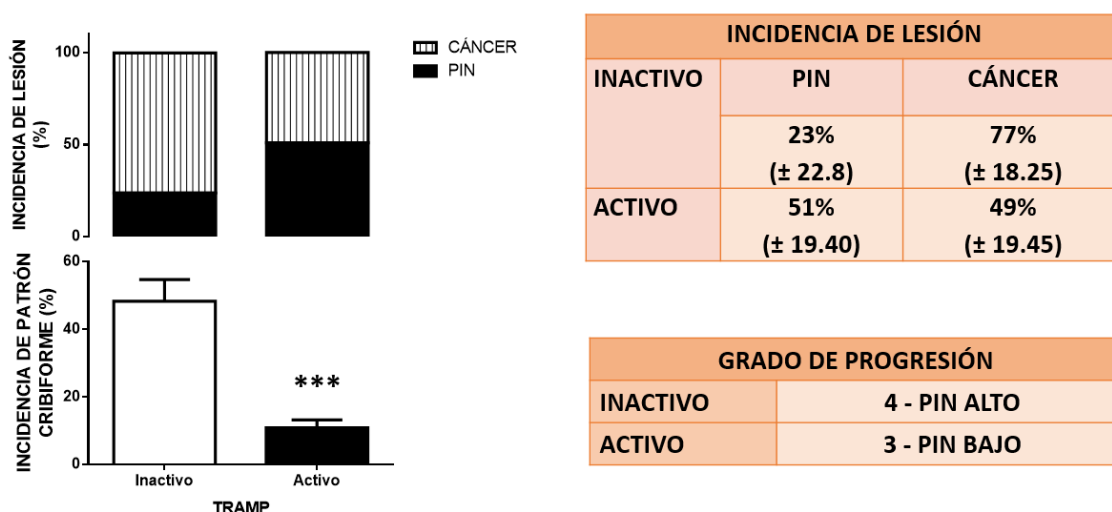 INCIDENCIA DE LESIÓN
(%)
100
50
0
CÁNCER
PIN
INCIDENCIA DE PATRÓN
CRIBIFORME (%)
60
40
20
0
***
Inactivo Activo
TRAMP
INCIDENCIA DE LESIÓN
INACTIVO PIN CÁNCER
23% 77%
(± 22.8) (± 18.25)
ACTIVO 51% 49%
(± 19.40) (± 19.45)
GRADO DE PROGRESIÓN
INACTIVO 4 - PIN ALTO
ACTIVO 3 - PIN BAJO